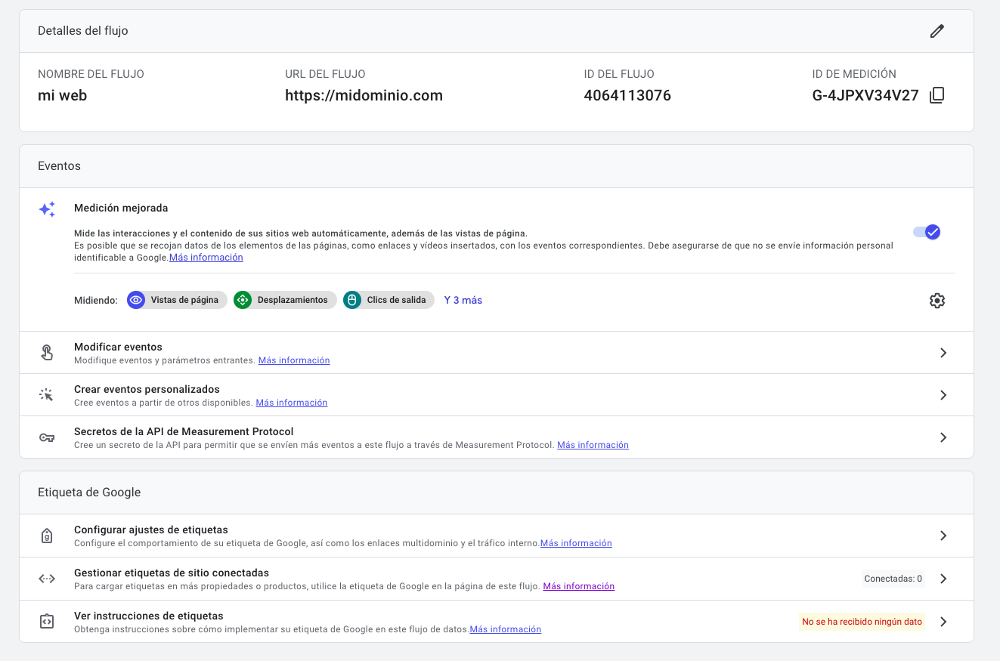 Detalles del flujo
NOMBRE DEL FLUJO
mi web
URL DEL FLUJO
https://midominio.com
ID DEL FLUJO
4064113076
ID DE MEDICIÓN
G-4JPXV34V27
Eventos
Medición mejorada
Mide las interacciones y el contenido de sus sitios web automáticamente, además de las vistas de página.
Es posible que se recojan datos de los elementos de las páginas, como enlaces y vídeos insertados, con los eventos correspondientes. Debe asegurarse de que no se envíe información personal
identificable a Google.Más información
Midiendo: Vistas de página Desplazamientos Clics de salida Y 3 más
Modificar eventos
Modifique eventos y parámetros entrantes. Más información
Crear eventos personalizados
Cree eventos a partir de otros disponibles. Más información
Secretos de la API de Measurement Protocol
Cree un secreto de la API para permitir que se envíen más eventos a este flujo a través de Measurement Protocol. Más información
Etiqueta de Google
Configurar ajustes de etiquetas
Configure el comportamiento de su etiqueta de Google, así como los enlaces multidominio y el tráfico interno.Más información
Gestionar etiquetas de sitio conectadas
Para cargar etiquetas en más propiedades o productos, utilice la etiqueta de Google en la página de este flujo. Más información
Conectadas: 0
Ver instrucciones de etiquetas
Obtenga instrucciones sobre cómo implementar su etiqueta de Google en este flujo de datos.Más información
No se ha recibido ningún dato